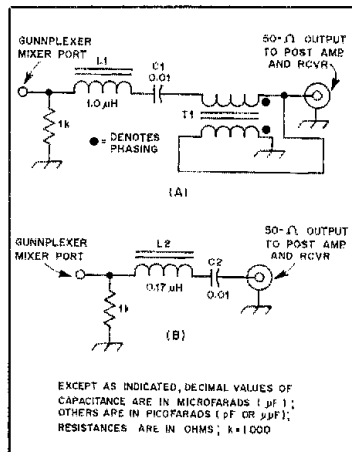 GUNNPLEXER
MIXER PORT
L1
1.0 µH
C1
0.01
50-Ω OUTPUT
TO POST AMP
AND RCVR
1k
● = DENOTES
PHASING
T1
(A)
GUNNPLEXER
MIXER PORT
L2
0.17 µH
C2
0.01
50-Ω OUTPUT
TO POST AMP
AND RCVR
1k
(B)
EXCEPT AS INDICATED, DECIMAL VALUES OF
CAPACITANCE ARE IN MICROFARADS ( µF );
OTHERS ARE IN PICOFARADS ( pF OR µµF);
RESISTANCES ARE IN OHMS; k=1000